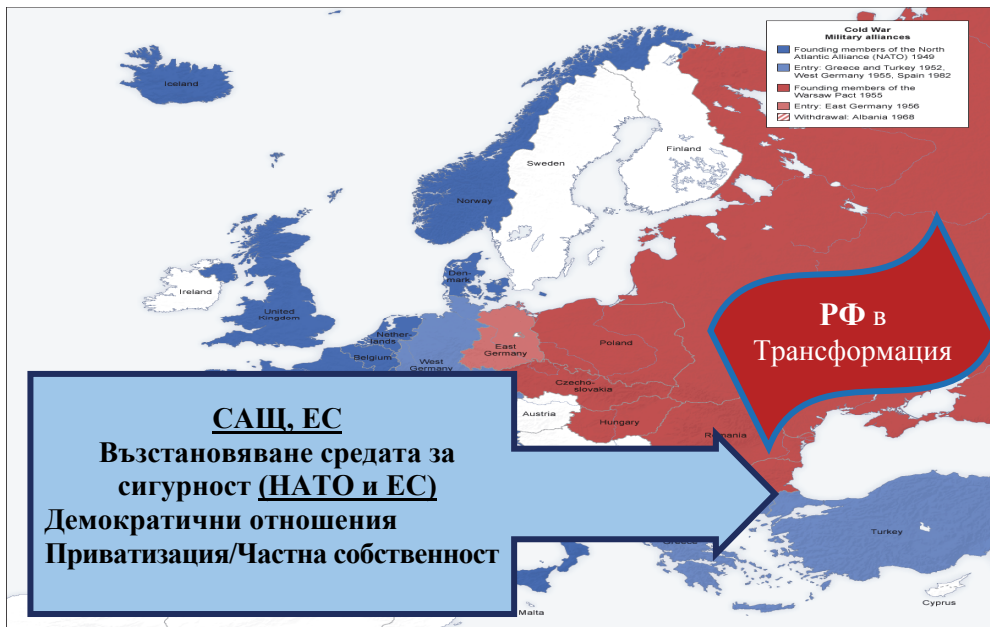 Cold War
Military alliances
Founding members of the North
Atlantic Alliance (NATO) 1949
Entry: Greece and Turkey 1952,
West Germany 1955, Spain 1982
Founding members of the
Warsaw Pact 1955
Entry: East Germany 1956
Withdrawal: Albania 1968
Iceland
Sweden
Finland
Norway
Ireland
United
Kingdom
Den-
mark
Nether-
lands
Belgium
West
Germany
East
Germany
Poland
Czecho-
slovakia
Austria
Hungary
Romania
РФ в
Трансформация
САЩ, ЕС
Възстановяване средата за
сигурност (НАТО и ЕС)
Демократични отношения
Приватизация/Частна собственност
Greece
Turkey
Malta
Cyprus